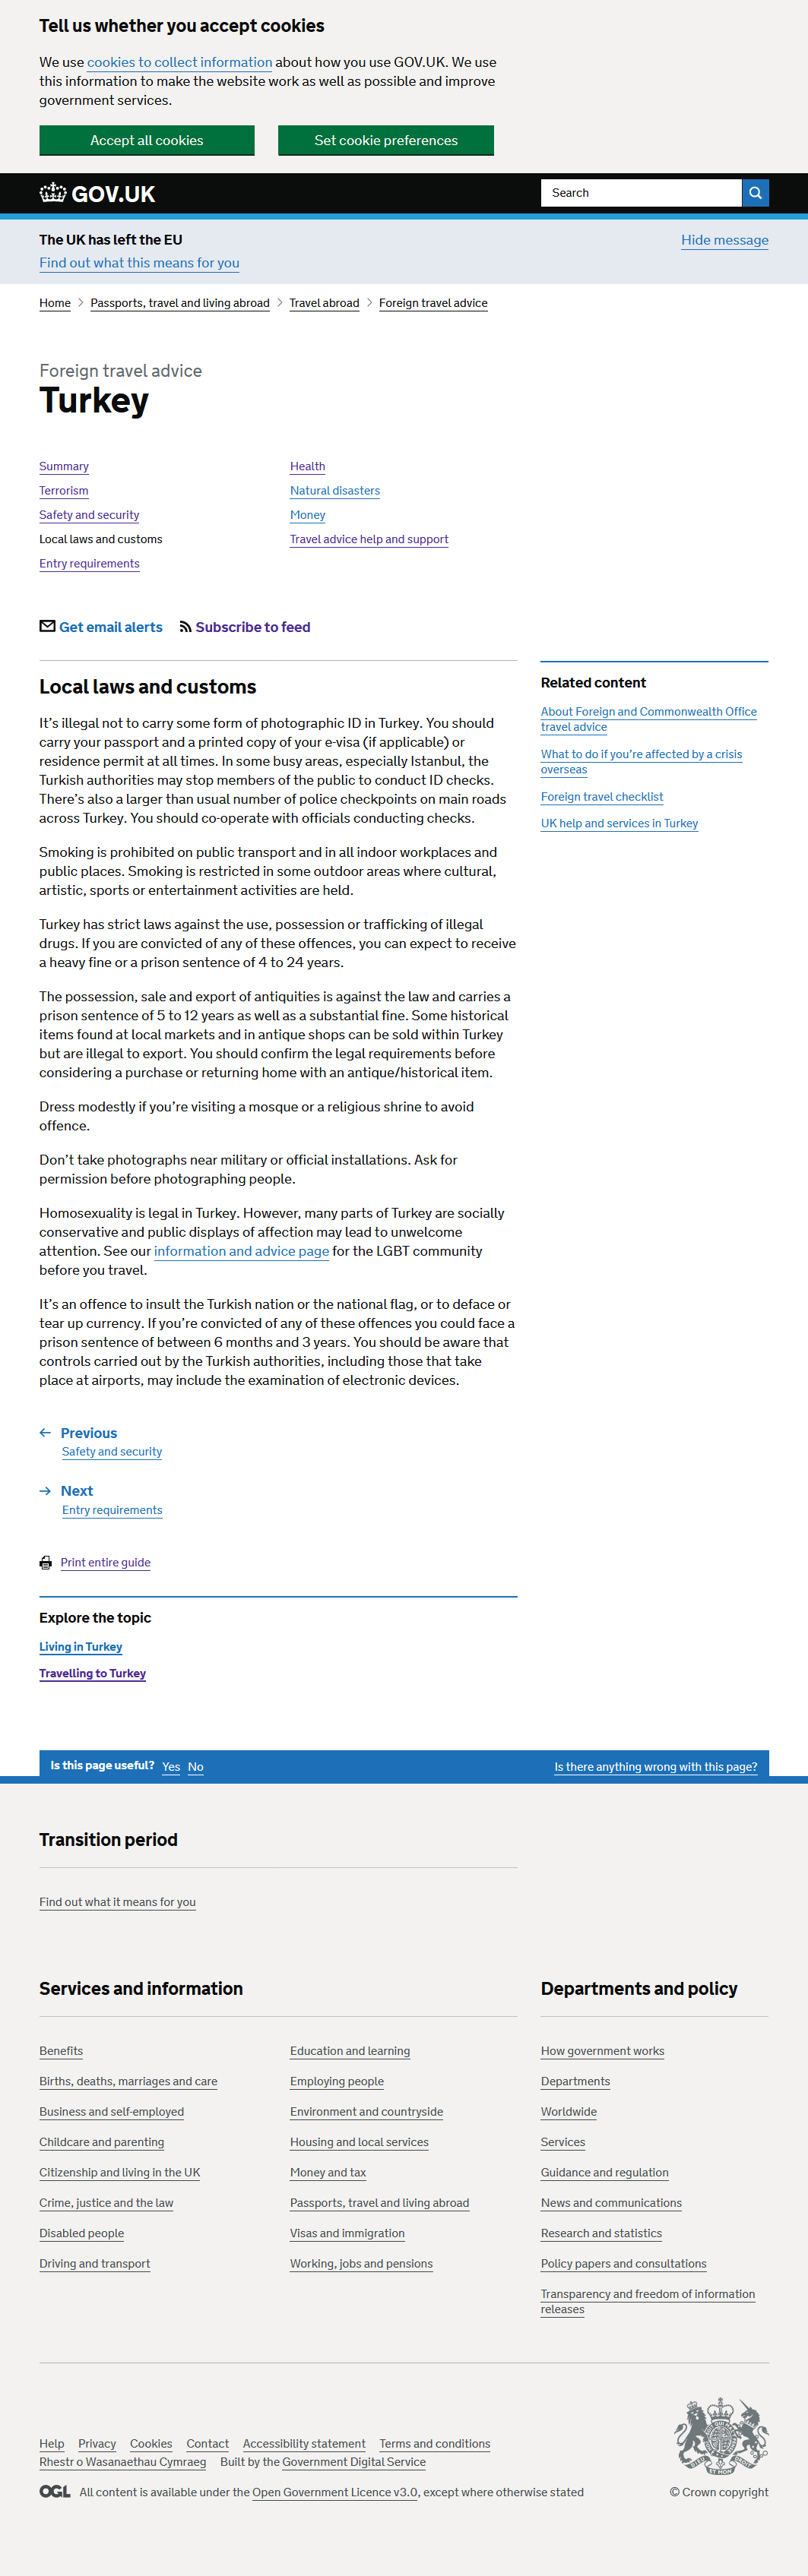 Tell us whether you accept cookies
We use cookies to collect information about how you use GOV.UK. We use
this information to make the website work as well as possible and improve
government services.
Accept all cookies
Set cookie preferences
GOV.UK
Search
The UK has left the EU
Hide message
Find out what this means for you
Home
Passports, travel and living abroad
Travel abroad
Foreign travel advice
Foreign travel advice
Turkey
Summary
Terrorism
Safety and security
Local laws and customs
Entry requirements
Health
Natural disasters
Money
Travel advice help and support
Get email alerts
Subscribe to feed
Local laws and customs
It’s illegal not to carry some form of photographic ID in Turkey. You should
carry your passport and a printed copy of your e-visa (if applicable) or
residence permit at all times. In some busy areas, especially Istanbul, the
Turkish authorities may stop members of the public to conduct ID checks.
There’s also a larger than usual number of police checkpoints on main roads
across Turkey. You should co-operate with officials conducting checks.
Smoking is prohibited on public transport and in all indoor workplaces and
public places. Smoking is restricted in some outdoor areas where cultural,
artistic, sports or entertainment activities are held.
Turkey has strict laws against the use, possession or trafficking of illegal
drugs. If you are convicted of any of these offences, you can expect to receive
a heavy fine or a prison sentence of 4 to 24 years.
The possession, sale and export of antiquities is against the law and carries a
prison sentence of 5 to 12 years as well as a substantial fine. Some historical
items found at local markets and in antique shops can be sold within Turkey
but are illegal to export. You should confirm the legal requirements before
considering a purchase or returning home with an antique/historical item.
Dress modestly if you’re visiting a mosque or a religious shrine to avoid
offence.
Don’t take photographs near military or official installations. Ask for
permission before photographing people.
Homosexuality is legal in Turkey. However, many parts of Turkey are socially
conservative and public displays of affection may lead to unwelcome
attention. See our information and advice page for the LGBT community
before you travel.
It’s an offence to insult the Turkish nation or the national flag, or to deface or
tear up currency. If you’re convicted of any of these offences you could face a
prison sentence of between 6 months and 3 years. You should be aware that
controls carried out by the Turkish authorities, including those that take
place at airports, may include the examination of electronic devices.
Related content
About Foreign and Commonwealth Office
travel advice
What to do if you’re affected by a crisis
overseas
Foreign travel checklist
UK help and services in Turkey
Previous
Safety and security
Next
Entry requirements
Print entire guide
Explore the topic
Living in Turkey
Travelling to Turkey
Is this page useful? Yes No
Is there anything wrong with this page?
Transition period
Find out what it means for you
Services and information
Benefits
Births, deaths, marriages and care
Business and self-employed
Childcare and parenting
Citizenship and living in the UK
Crime, justice and the law
Disabled people
Driving and transport
Education and learning
Employing people
Environment and countryside
Housing and local services
Money and tax
Passports, travel and living abroad
Visas and immigration
Working, jobs and pensions
Departments and policy
How government works
Departments
Worldwide
Services
Guidance and regulation
News and communications
Research and statistics
Policy papers and consultations
Transparency and freedom of information
releases
Help Privacy Cookies Contact Accessibility statement Terms and conditions
Rhestr o Wasanaethau Cymraeg Built by the Government Digital Service
OGL All content is available under the Open Government Licence v3.0, except where otherwise stated
© Crown copyright